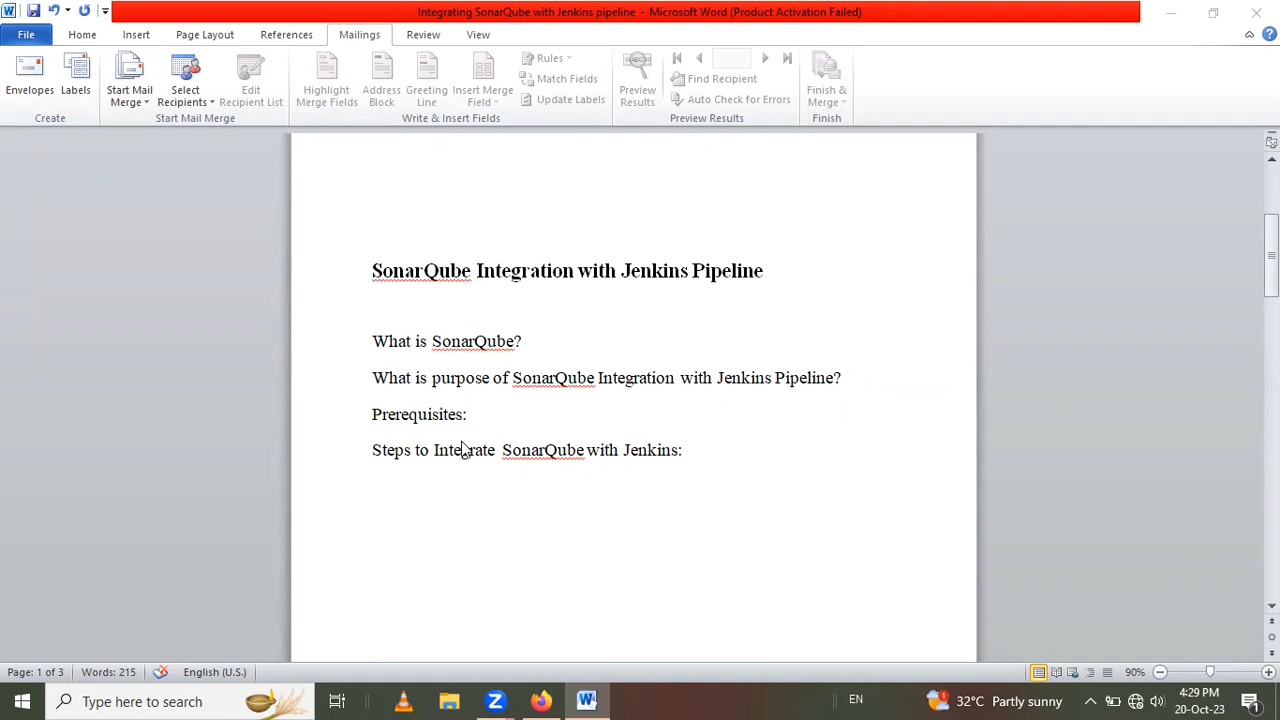 Integrating SonarQube with Jenkins pipeline - Microsoft Word (Product Activation Failed)
File Home Insert Page Layout References Mailings Review View
Envelopes Labels
Create
Start Mail Merge Select Recipients Edit Recipient List
Start Mail Merge
Highlight Merge Fields Address Block Greeting Line Insert Merge Field
Rules
Match Fields
Update Labels
Write & Insert Fields
Preview Results
Find Recipient
Auto Check for Errors
Preview Results
Finish & Merge
Finish
SonarQube Integration with Jenkins Pipeline
What is SonarQube?
What is purpose of SonarQube Integration with Jenkins Pipeline?
Prerequisites:
Steps to Integrate SonarQube with Jenkins:
Page: 1 of 3 Words: 215 English (U.S.) 90%
Type here to search EN 32°C Partly sunny 4:29 PM
20-Oct-23